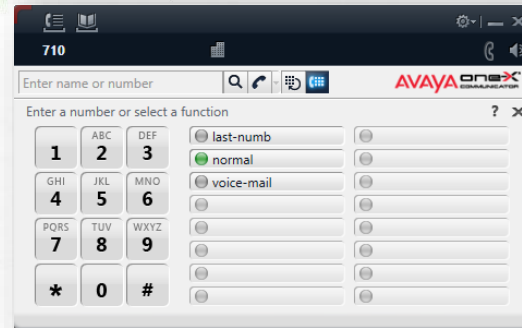 710
Enter name or number
AVAYA one-X
COMMUNICATOR
Enter a number or select a function
?
1
ABC
2
DEF
3
last-numb
normal
GHI
4
JKL
5
MNO
6
voice-mail
PQRS
7
TUV
8
WXYZ
9
*
0
#